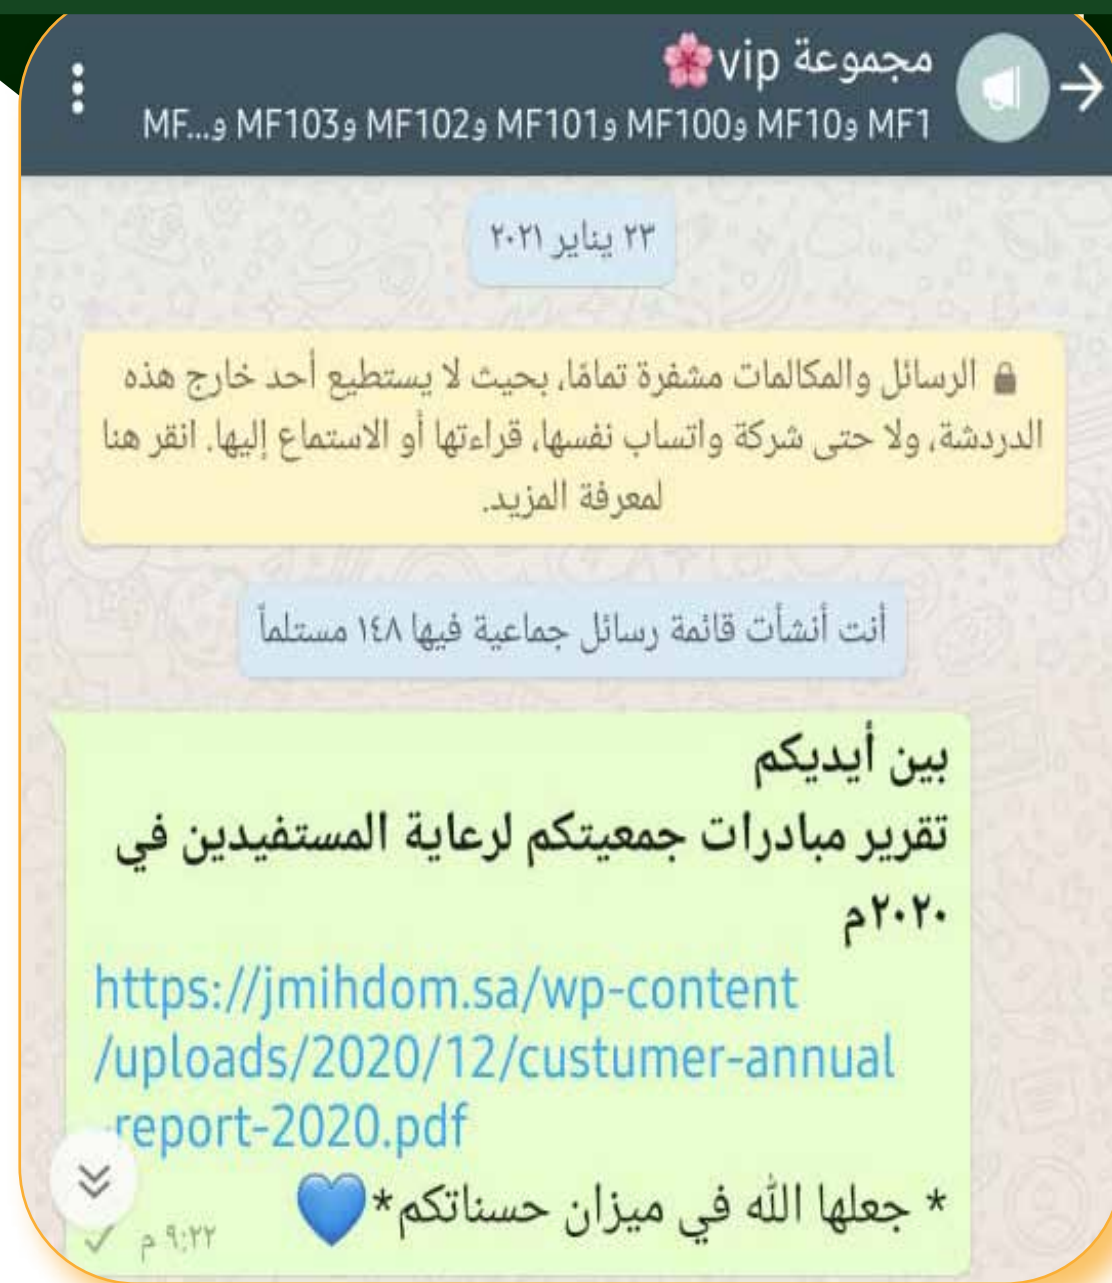 مجموعة vip🌸
MF1 وMF10 وMF100 وMF101 وMF102 وMF103 وMF...
٢٣ يناير ٢٠٢١
الرسائل والمكالمات مشفرة تمامًا، بحيث لا يستطيع أحد خارج هذه
الدردشة، ولا حتى شركة واتساب نفسها، قراءتها أو الاستماع إليها. انقر هنا
لمعرفة المزيد.
أنت أنشأت قائمة رسائل جماعية فيها ١٤٨ مستلماً
بين أيديكم
تقرير مبادرات جمعيتكم لرعاية المستفيدين في
٢٠٢٠م
https://jmihdom.sa/wp-content
/uploads/2020/12/custumer-annual
-report-2020.pdf
* جعلها الله في ميزان حسناتكم*💙
٩:٢٢ م